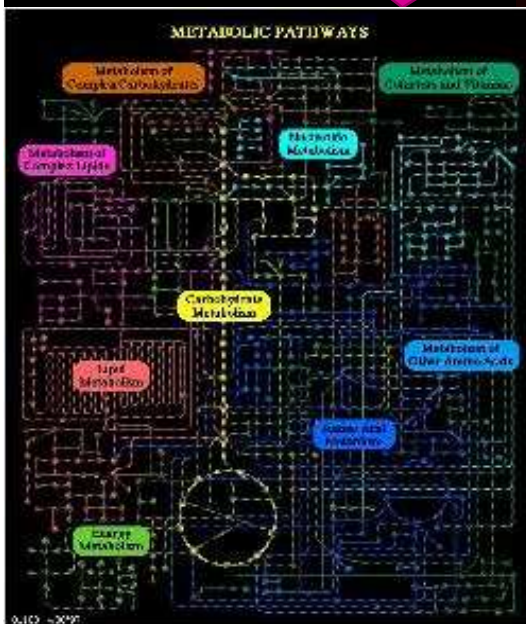 METABOLIC PATHWAYS
Metabolism of
Complex Carbohydrates
Metabolism of
Cofactors and Vitamins
Nucleotide
Metabolism
Metabolism of
Complex Lipids
Carbohydrate
Metabolism
Metabolism of
Other Amino Acids
Lipid
Metabolism
Amino Acid
Metabolism
Energy
Metabolism